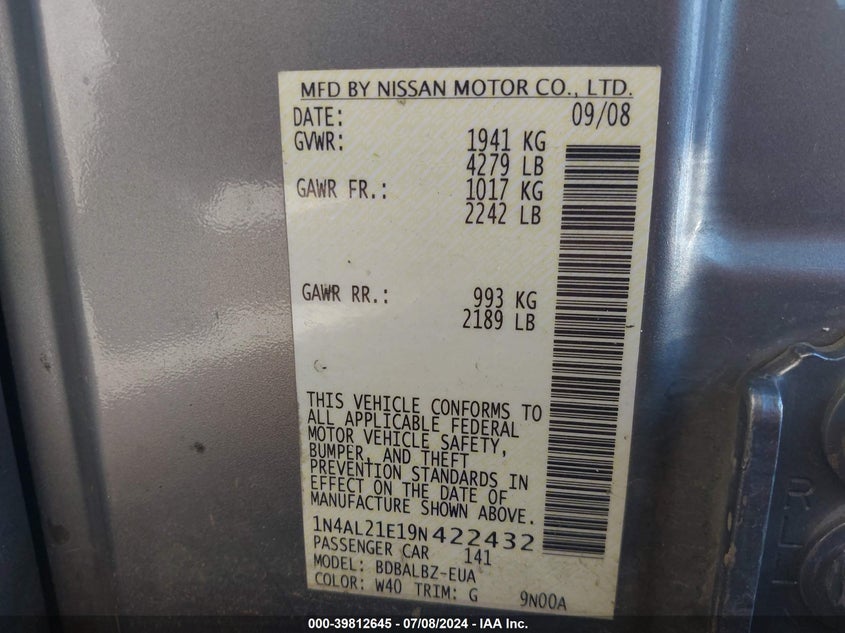 MFD BY NISSAN MOTOR CO., LTD.
DATE: 09/08
GVWR: 1941 KG
4279 LB
GAWR FR.: 1017 KG
2242 LB
GAWR RR.: 993 KG
2189 LB
THIS VEHICLE CONFORMS TO
ALL APPLICABLE FEDERAL
MOTOR VEHICLE SAFETY,
BUMPER, AND THEFT
PREVENTION STANDARDS IN
EFFECT ON THE DATE OF
MANUFACTURE SHOWN ABOVE.
1N4AL21E19N422432
PASSENGER CAR 141
MODEL: BDBALBZ-EUA
COLOR: W40 TRIM: G 9N00A
000-39812645 - 07/08/2024 - IAA Inc.